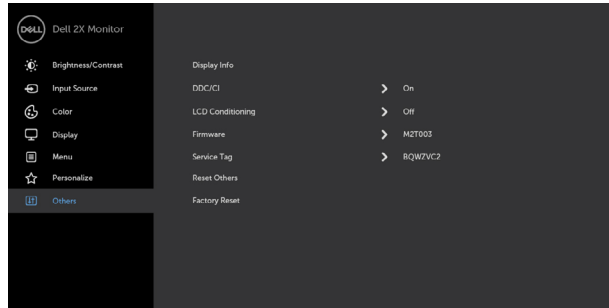 DELL Dell 2X Monitor
Brightness/Contrast Display Info
Input Source DDC/CI On
Color LCD Conditioning Off
Display Firmware M2T003
Menu Service Tag BQWZVC2
Personalize Reset Others
Others Factory Reset